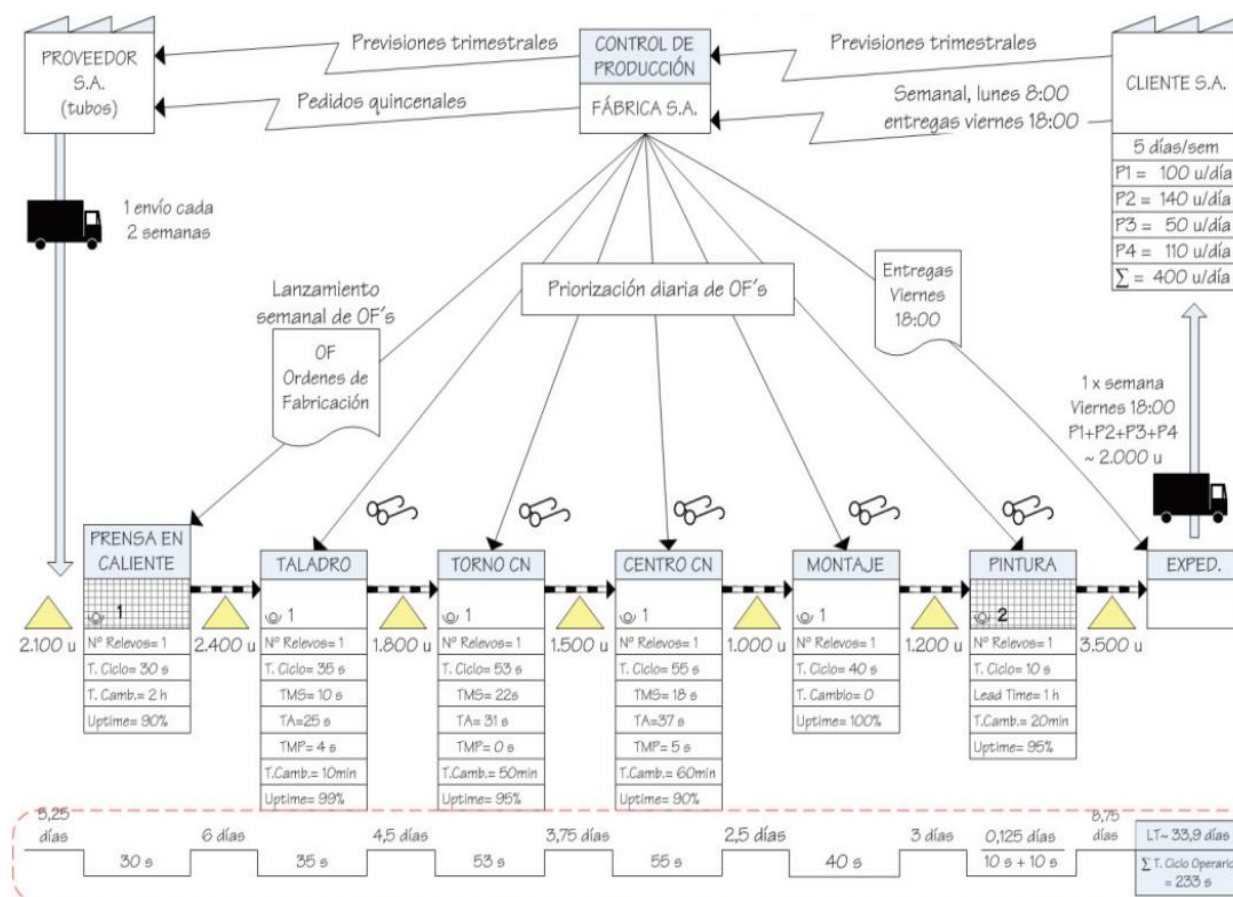 PROVEEDOR
S.A.
(tubos)
Previsiones trimestrales
Pedidos quincenales
CONTROL DE
PRODUCCIÓN
FÁBRICA S.A.
Previsiones trimestrales
Semanal, lunes 8:00
entregas viernes 18:00
CLIENTE S.A.
5 días/sem
P1 = 100 u/día
P2 = 140 u/día
P3 = 50 u/día
P4 = 110 u/día
∑ = 400 u/día
1 envío cada
2 semanas
Lanzamiento
semanal de OF's
OF
Ordenes de
Fabricación
Priorización diaria de OF's
Entregas
Viernes
18:00
1 x semana
Viernes 18:00
P1+P2+P3+P4
~ 2.000 u
2.100 u
PRENSA EN
CALIENTE
1
Nº Relevos= 1
T. Ciclo= 30 s
T. Camb.= 2 h
Uptime= 90%
2.400 u
TALADRO
1
Nº Relevos= 1
T. Ciclo= 35 s
TMS= 10 s
TA=25 s
TMP= 4 s
T.Camb.= 10min
Uptime= 99%
1.800 u
TORNO CN
1
Nº Relevos= 1
T. Ciclo= 53 s
TMS= 22s
TA= 31 s
TMP= 0 s
T.Camb.= 50min
Uptime= 95%
1.500 u
CENTRO CN
1
Nº Relevos= 1
T. Ciclo= 55 s
TMS= 18 s
TA=37 s
TMP= 5 s
T.Camb.= 60min
Uptime= 90%
1.000 u
MONTAJE
1
Nº Relevos= 1
T. Ciclo= 40 s
T. Cambio= 0
Uptime= 100%
1.200 u
PINTURA
2
Nº Relevos= 1
T. Ciclo= 10 s
Lead Time= 1 h
T.Camb.= 20min
Uptime= 95%
3.500 u
EXPED.
5,25
días
30 s
6 días
35 s
4,5 días
53 s
3,75 días
55 s
2,5 días
40 s
3 días
0,125 días
10 s + 10 s
8,75
días
LT~ 33,9 días
∑ T. Ciclo Operario
= 233 s